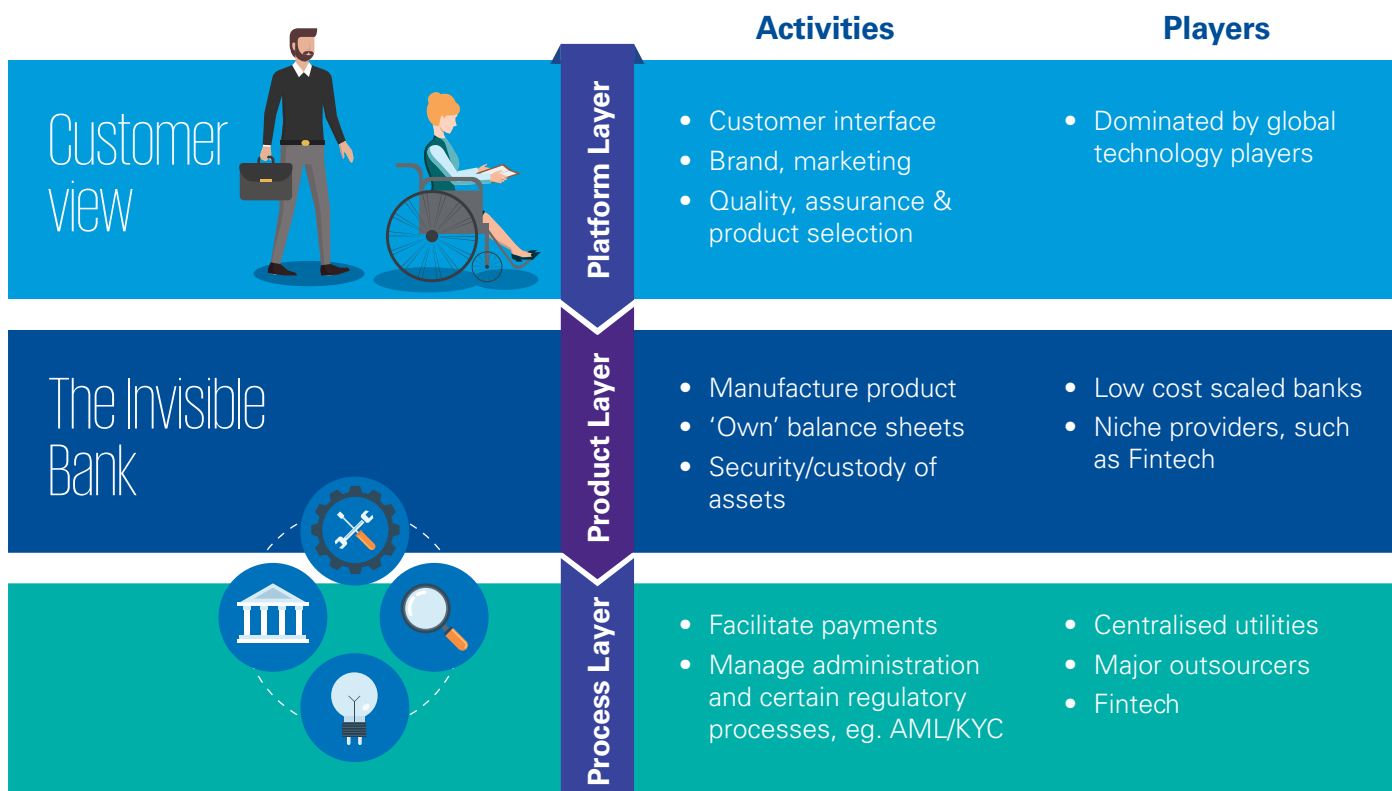 Activities
Players
Customer
view
Platform Layer
• Customer interface
• Brand, marketing
• Quality, assurance &
product selection
• Dominated by global
technology players
The Invisible
Bank
Product Layer
• Manufacture product
• ‘Own’ balance sheets
• Security/custody of
assets
• Low cost scaled banks
• Niche providers, such
as Fintech
Process Layer
• Facilitate payments
• Manage administration
and certain regulatory
processes, eg. AML/KYC
• Centralised utilities
• Major outsourcers
• Fintech